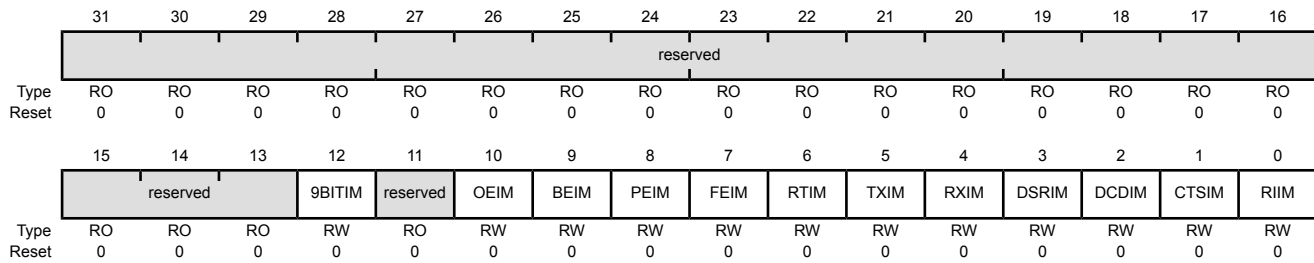 31 30 29 28 27 26 25 24 23 22 21 20 19 18 17 16
reserved
Type RO RO RO RO RO RO RO RO RO RO RO RO RO RO RO RO
Reset 0 0 0 0 0 0 0 0 0 0 0 0 0 0 0 0
15 14 13 12 11 10 9 8 7 6 5 4 3 2 1 0
reserved 9BITIM reserved OEIM BEIM PEIM FEIM RTIM TXIM RXIM DSRIM DCDIM CTSIM RIIM
Type RO RO RO RW RO RW RW RW RW RW RW RW RW RW RW RW
Reset 0 0 0 0 0 0 0 0 0 0 0 0 0 0 0 0